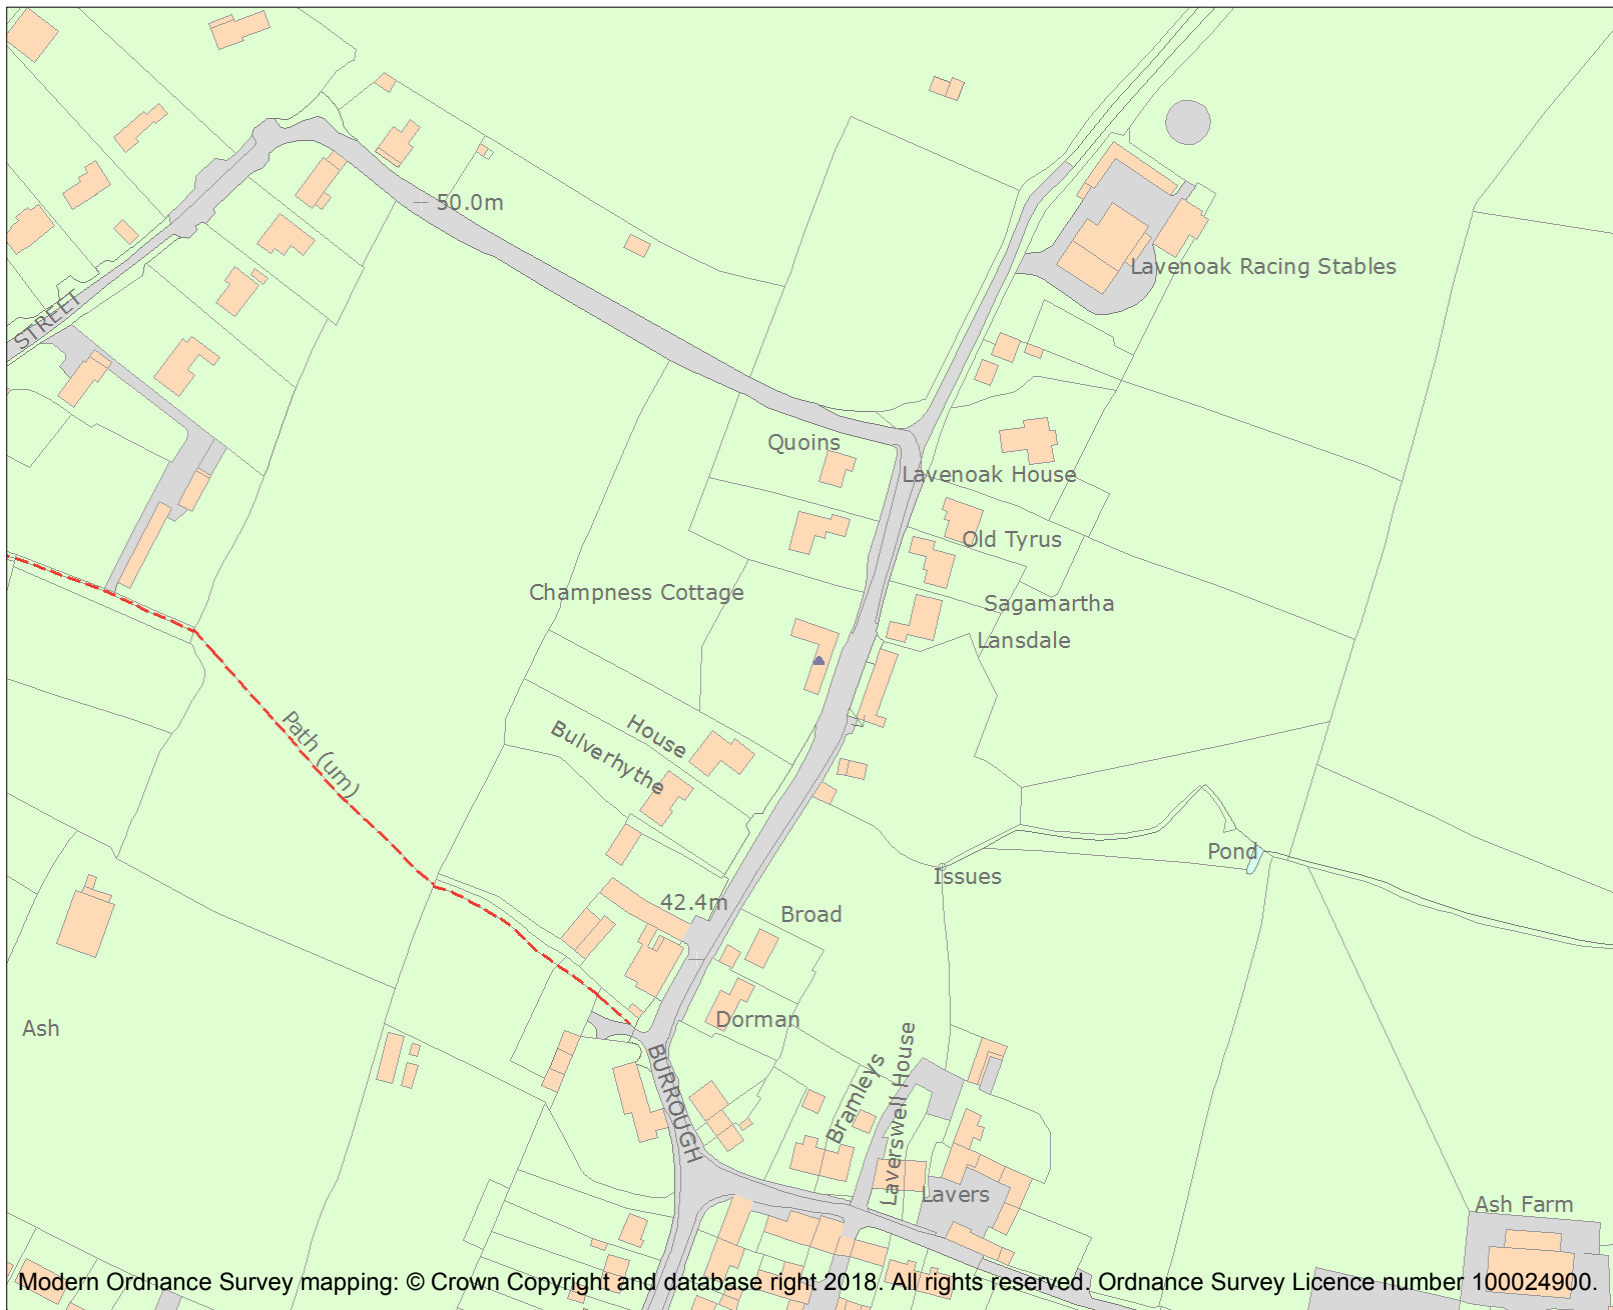 50.0m
Lavenoak Racing Stables
STREET
Quoins
Lavenoak House
Old Tyrus
Champness Cottage
Sagamartha
Lansdale
Path (um)
House
Bulverhythe
Pond
Issues
42.4m
Broad
Ash
Dorman
BURROUGH
Bramleys
Laverswell House
Lavers
Ash Farm
Modern Ordnance Survey mapping: © Crown Copyright and database right 2018. All rights reserved. Ordnance Survey Licence number 100024900.